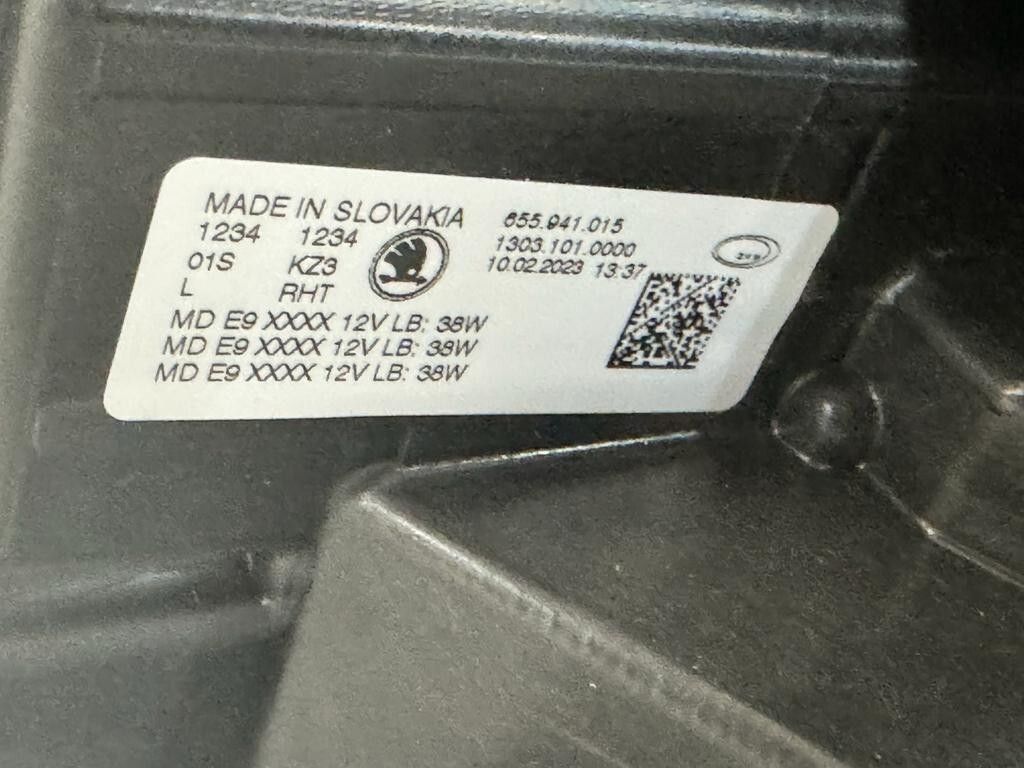 MADE IN SLOVAKIA
1234 1234
01S KZ3
L RHT
MD E9 XXXX 12V LB: 38W
MD E9 XXXX 12V LB: 38W
MD E9 XXXX 12V LB: 38W
655.941.015
1303.101.0000
10.02.2023 13:37